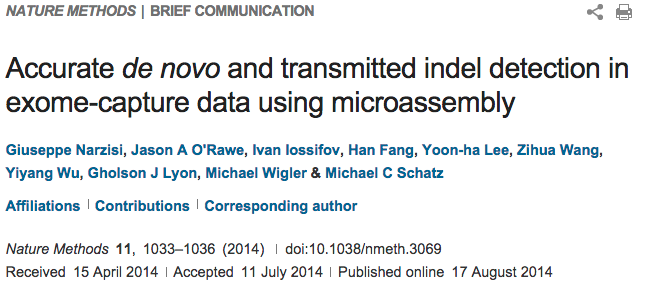 NATURE METHODS | BRIEF COMMUNICATION
Accurate de novo and transmitted indel detection in
exome-capture data using microassembly
Giuseppe Narzisi, Jason A O'Rawe, Ivan Iossifov, Han Fang, Yoon-ha Lee, Zihua Wang,
Yiyang Wu, Gholson J Lyon, Michael Wigler & Michael C Schatz
Affiliations | Contributions | Corresponding author
Nature Methods 11, 1033–1036 (2014) | doi:10.1038/nmeth.3069
Received 15 April 2014 | Accepted 11 July 2014 | Published online 17 August 2014